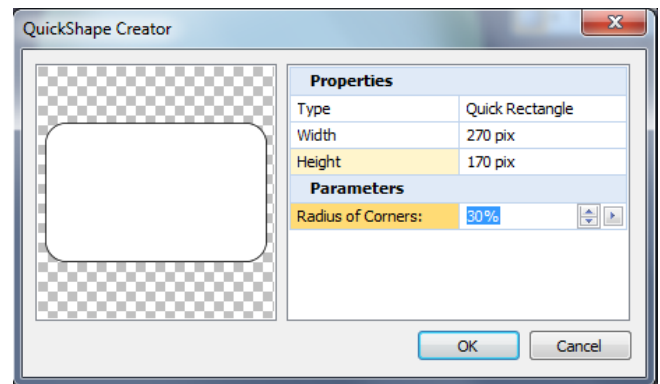 QuickShape Creator
Properties
Type Quick Rectangle
Width 270 pix
Height 170 pix
Parameters
Radius of Corners: 30%
OK Cancel